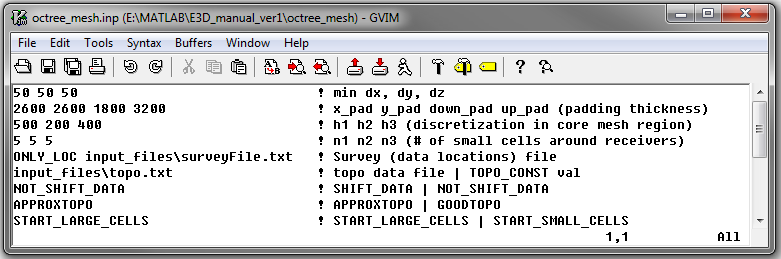 octree_mesh.inp (E:\MATLAB\E3D_manual_ver1\octree_mesh) - GVIM
File Edit Tools Syntax Buffers Window Help
50 50 50 ! min dx, dy, dz
2600 2600 1800 3200 ! x_pad y_pad down_pad up_pad (padding thickness)
500 200 400 ! h1 h2 h3 (discretization in core mesh region)
5 5 5 ! n1 n2 n3 (# of small cells around receivers)
ONLY_LOC input_files\surveyFile.txt ! Survey (data locations) file
input_files\topo.txt ! topo data file | TOPO_CONST val
NOT_SHIFT_DATA ! SHIFT_DATA | NOT_SHIFT_DATA
APPROXTOPO ! APPROXTOPO | GOODTOPO
START_LARGE_CELLS ! START_LARGE_CELLS | START_SMALL_CELLS
1,1 All